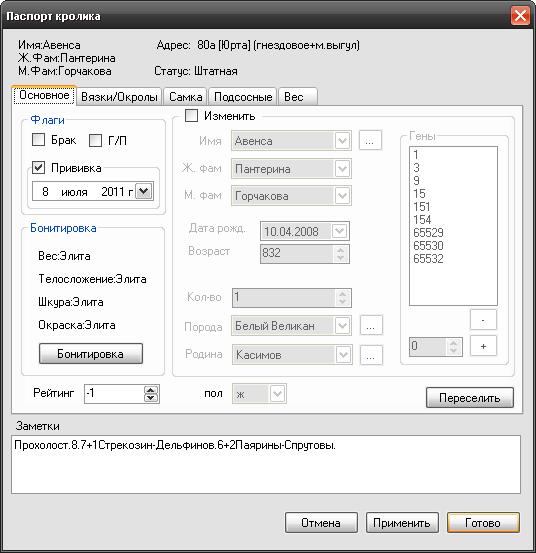 Паспорт кролика
Имя:Авенса Адрес: 80а [Юрта] (гнездовое+м.выгул)
Ж.Фам:Пантерина
М.Фам:Горчакова Статус: Штатная
Основное Вязки/Окролы Самка Подсосные Вес
Флаги
Брак Г/П
Прививка
8 июля 2011 г
Бонитировка
Вес:Элита
Телосложение:Элита
Шкура:Элита
Окраска:Элита
Бонитировка
Изменить
Имя Авенса ...
Ж. Фам Пантерина
М. Фам Горчакова
Дата рожд. 10.04.2008
Возраст 832
Кол-во 1
Порода Белый Великан ...
Родина Касимов ...
Гены
1
3
9
15
151
154
65529
65530
65532
-
0 +
Рейтинг -1 пол ж Переселить
Заметки
Прохолост.8.7+1Стрекозин-Дельфинов.6+2Паярины-Спрутовы.
Отмена Применить Готово